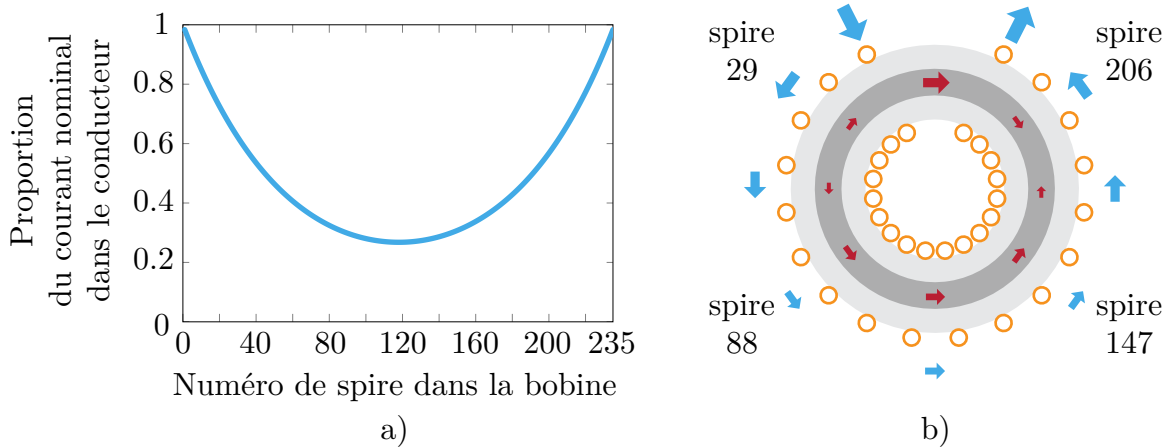 Proportion
du courant nominal
dans le conducteur
1
0.8
0.6
0.4
0.2
0
0 40 80 120 160 200 235
Numéro de spire dans la bobine
a)
spire
29
spire
206
spire
88
spire
147
b)